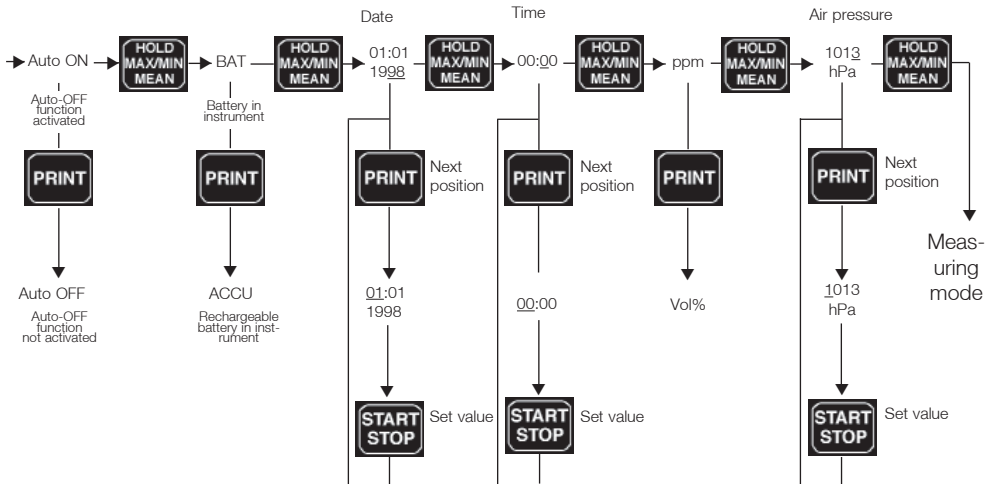 Date
Time
Air pressure
Auto ON
HOLD
MAX/MIN
MEAN
BAT
HOLD
MAX/MIN
MEAN
01:01
1998
HOLD
MAX/MIN
MEAN
00:00
HOLD
MAX/MIN
MEAN
ppm
HOLD
MAX/MIN
MEAN
1013
hPa
HOLD
MAX/MIN
MEAN
Auto-OFF
function
activated
Battery in
instrument
PRINT
PRINT
PRINT
Next
position
PRINT
Next
position
PRINT
PRINT
Next
position
Meas-
uring
mode
Auto OFF
Auto-OFF
function
not activated
ACCU
Rechargeable
battery in inst-
rument
01:01
1998
00:00
Vol%
1013
hPa
START
STOP
Set value
START
STOP
Set value
START
STOP
Set value